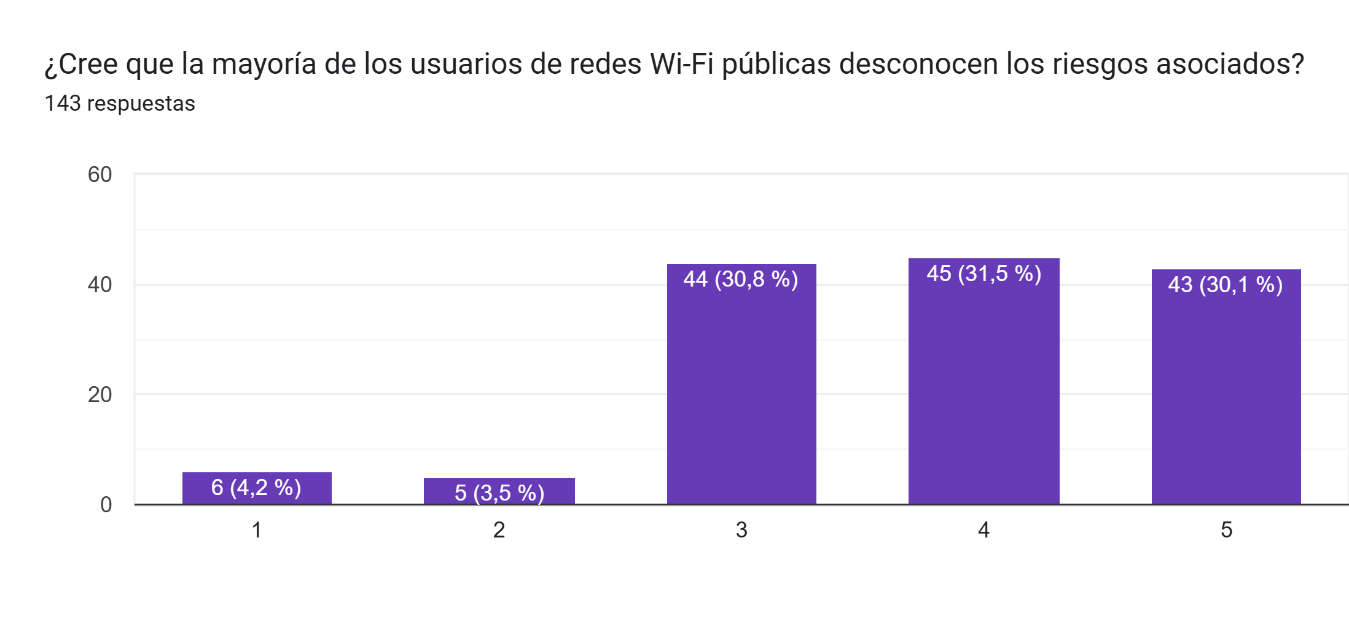 ¿Cree que la mayoría de los usuarios de redes Wi-Fi públicas desconocen los riesgos asociados?
143 respuestas
60
40
20
0
6 (4,2 %)
5 (3,5 %)
44 (30,8 %)
45 (31,5 %)
43 (30,1 %)
1
2
3
4
5